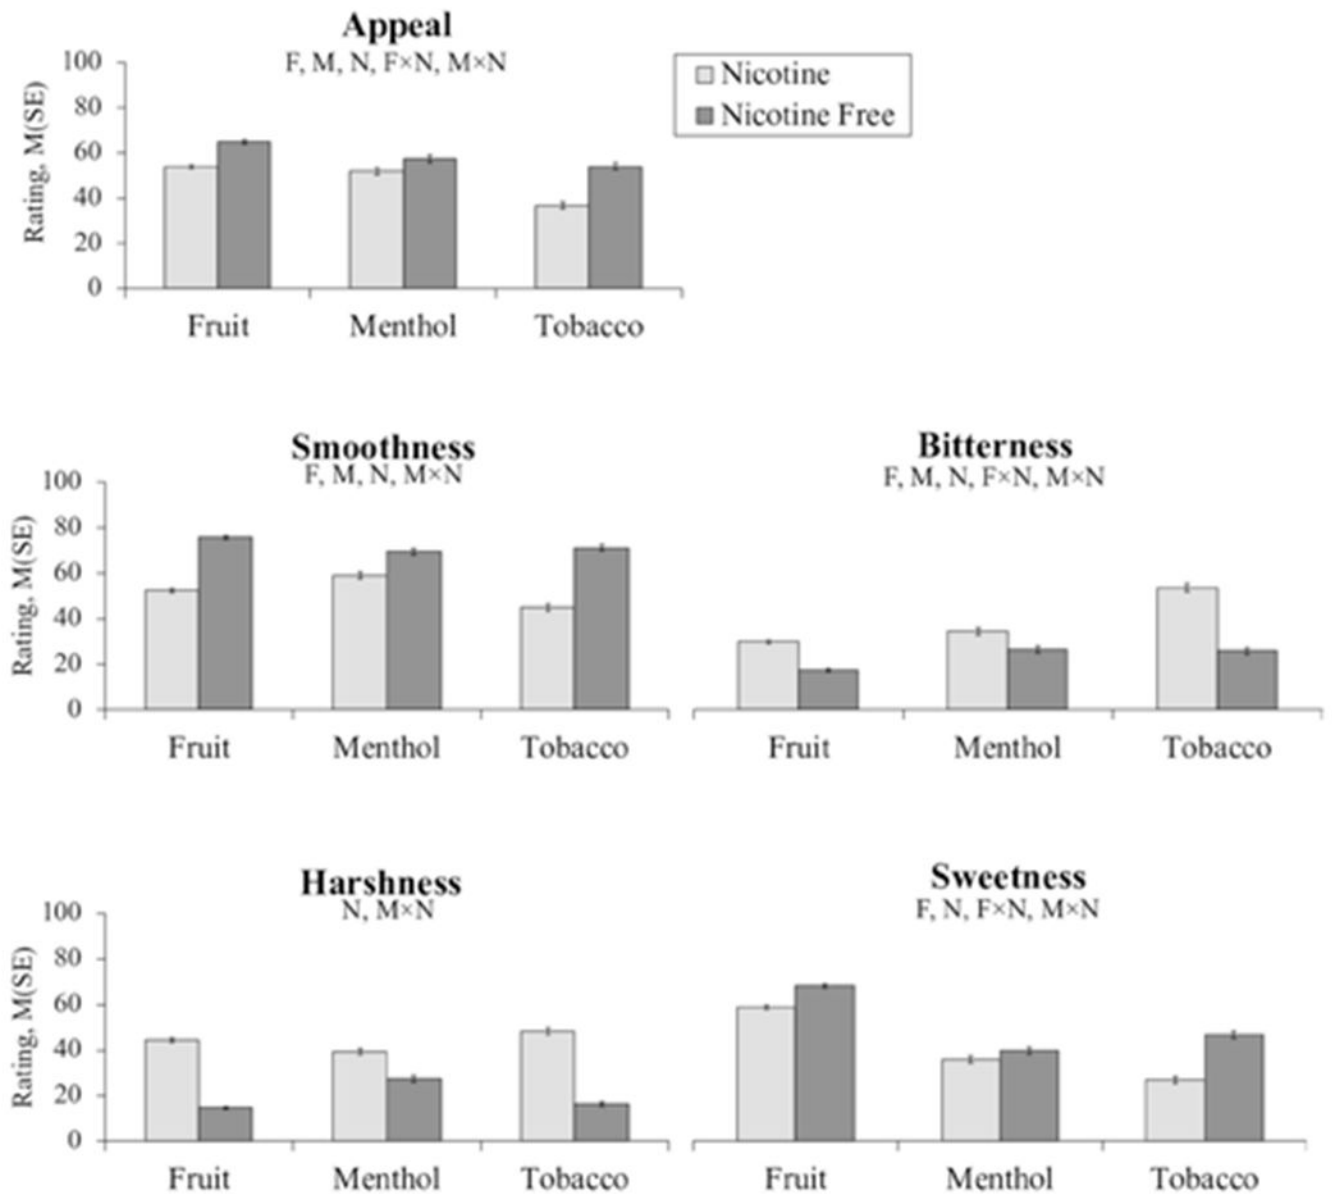 Appeal
F, M, N, F×N, M×N
Nicotine
Nicotine Free
Rating, M(SE)
100
80
60
40
20
0
Fruit Menthol Tobacco
Smoothness
F, M, N, M×N
Rating, M(SE)
100
80
60
40
20
0
Fruit Menthol Tobacco
Bitterness
F, M, N, F×N, M×N
Fruit Menthol Tobacco
Harshness
N, M×N
Rating, M(SE)
100
80
60
40
20
0
Fruit Menthol Tobacco
Sweetness
F, N, F×N, M×N
Fruit Menthol Tobacco